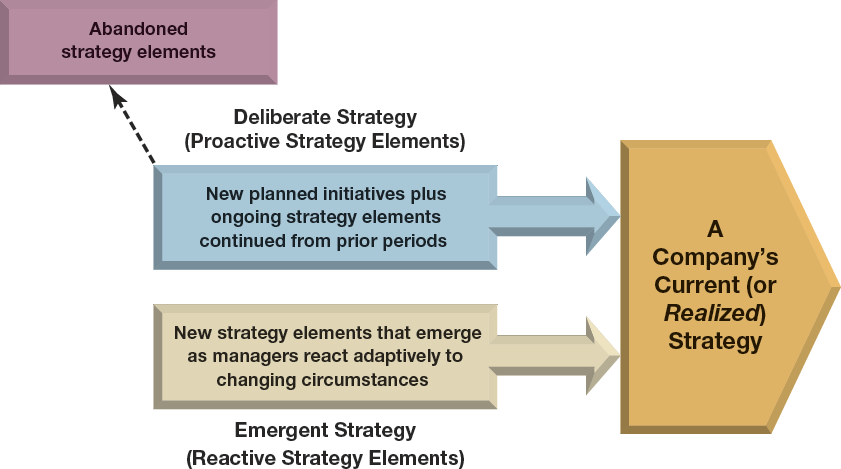 Abandoned
strategy elements
Deliberate Strategy
(Proactive Strategy Elements)
New planned initiatives plus
ongoing strategy elements
continued from prior periods
New strategy elements that emerge
as managers react adaptively to
changing circumstances
Emergent Strategy
(Reactive Strategy Elements)
A
Company’s
Current (or
Realized)
Strategy